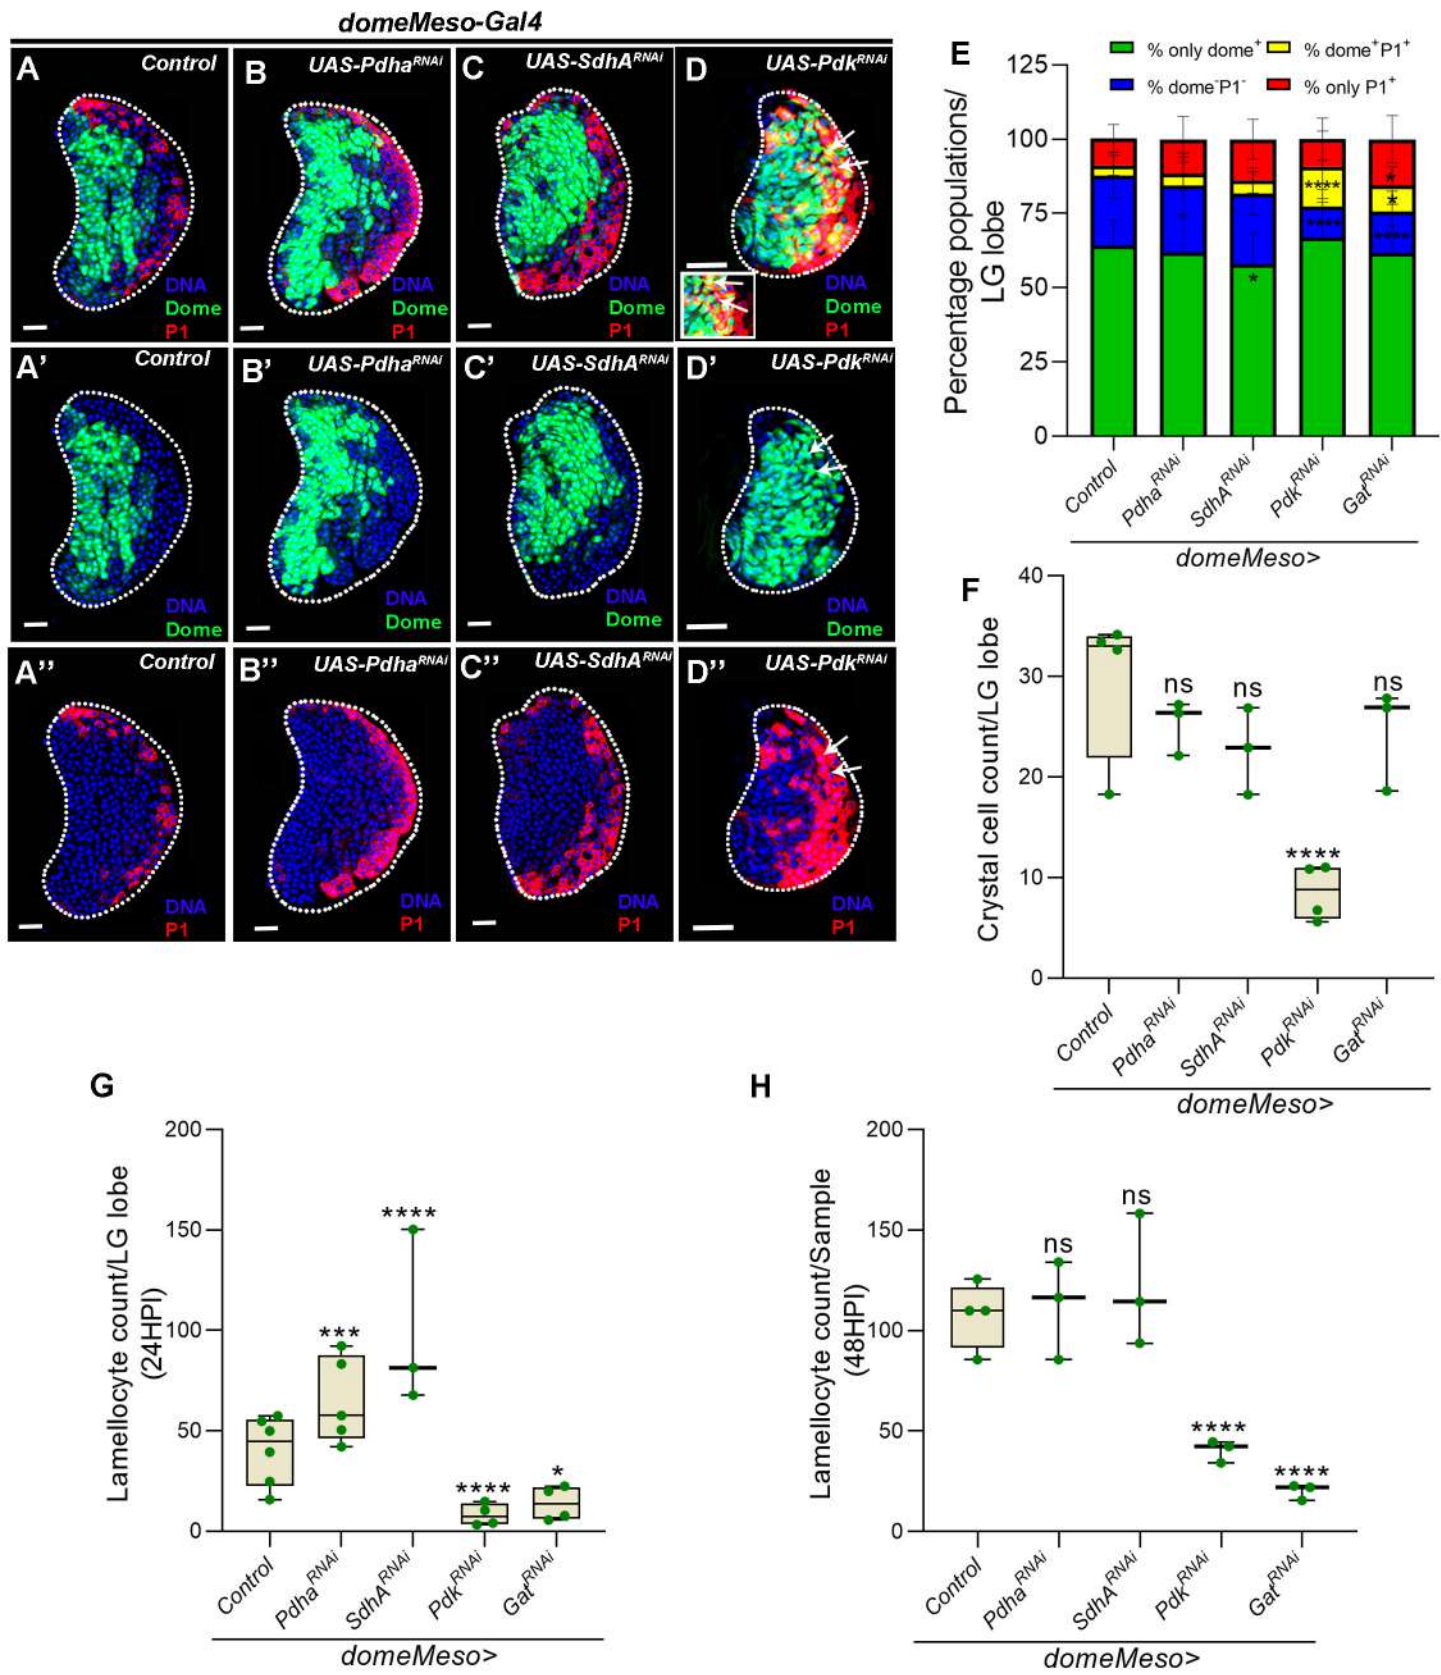 domeMeso-Gal4
A Control
DNA
Dome
P1
B UAS-Pdha^RNAi
DNA
Dome
P1
C UAS-SdhA^RNAi
DNA
Dome
P1
D UAS-Pdk^RNAi
DNA
Dome
P1
A’ Control
DNA
Dome
B’ UAS-Pdha^RNAi
DNA
Dome
C’ UAS-SdhA^RNAi
DNA
Dome
D’ UAS-Pdk^RNAi
DNA
Dome
A’’ Control
DNA
P1
B’’ UAS-Pdha^RNAi
DNA
P1
C’’ UAS-SdhA^RNAi
DNA
P1
D’’ UAS-Pdk^RNAi
DNA
P1
E
% only dome⁺ % dome⁺P1⁺
% dome⁻P1⁻ % only P1⁺
Percentage populations/
LG lobe
125
100
75
50
25
0
**** * *
**** ****
*
Control Pdha^RNAi SdhA^RNAi Pdk^RNAi Gat^RNAi
domeMeso>
F
Crystal cell count/LG lobe
40
30
20
10
0
ns ns **** ns
Control Pdha^RNAi SdhA^RNAi Pdk^RNAi Gat^RNAi
domeMeso>
G
Lamellocyte count/LG lobe
(24HPI)
200
150
100
50
0
*** **** **** *
Control Pdha^RNAi SdhA^RNAi Pdk^RNAi Gat^RNAi
domeMeso>
H
Lamellocyte count/Sample
(48HPI)
200
150
100
50
0
ns ns **** ****
Control Pdha^RNAi SdhA^RNAi Pdk^RNAi Gat^RNAi
domeMeso>